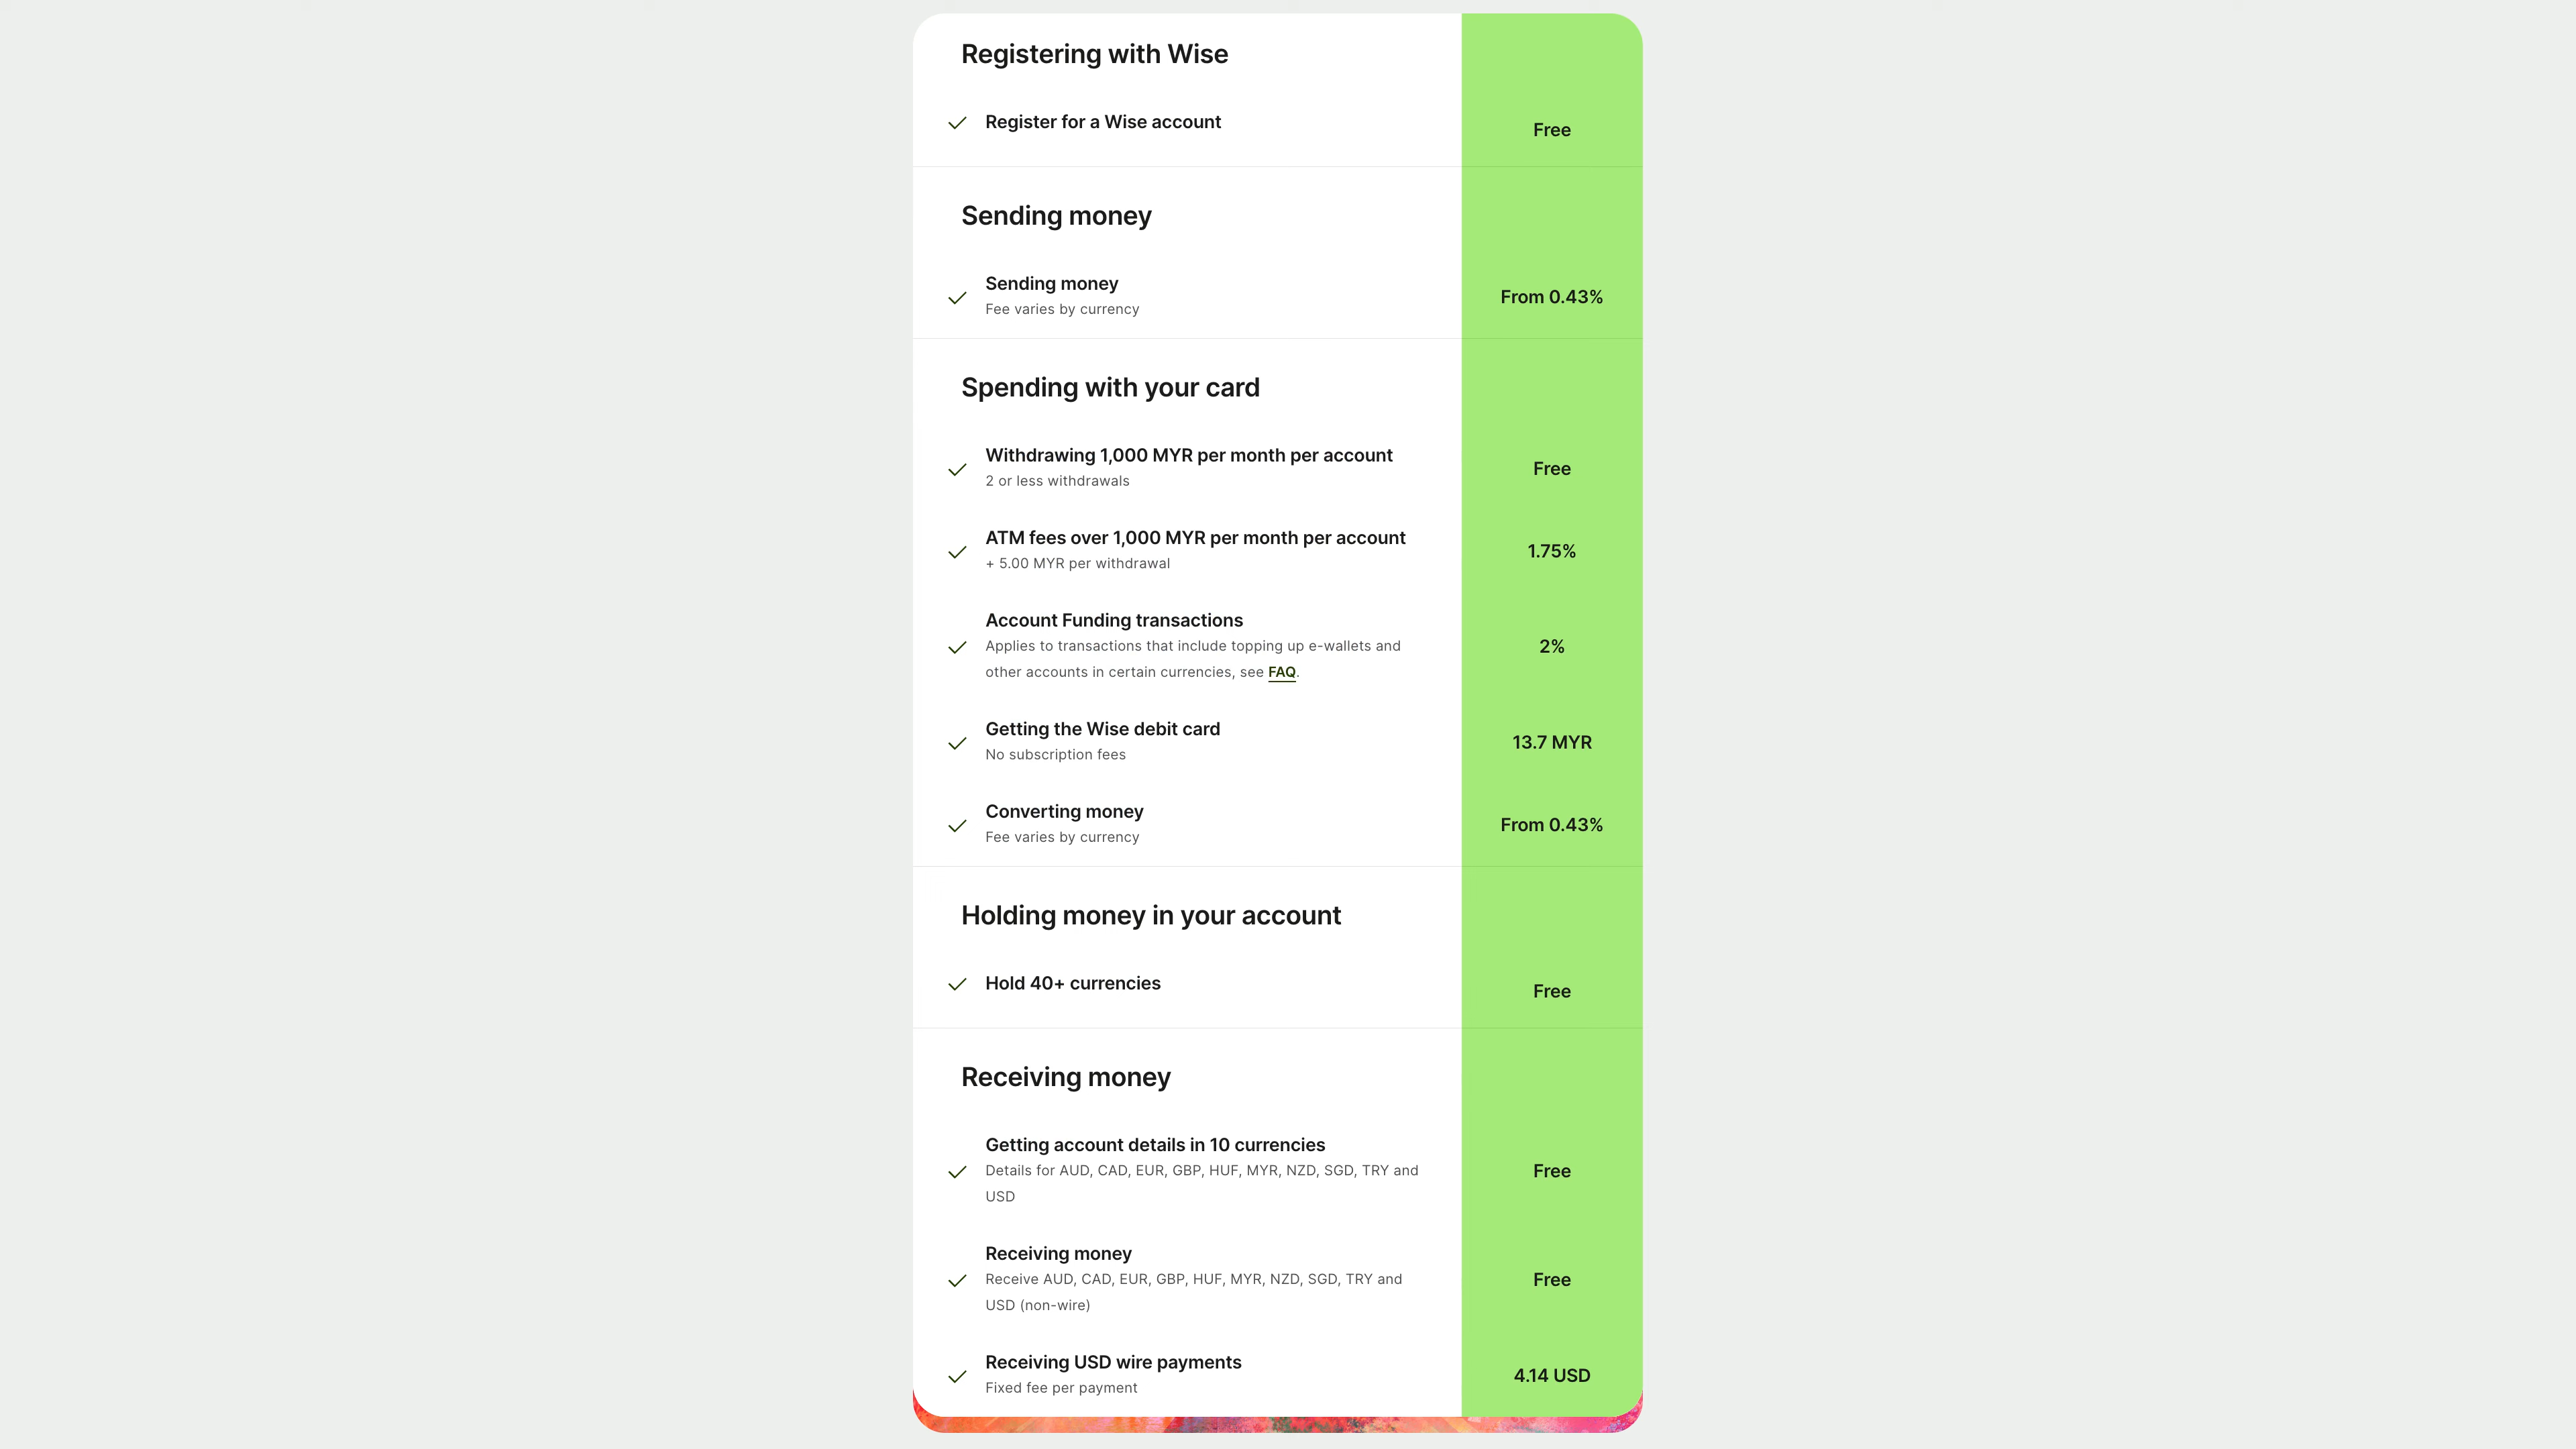 Registering with Wise
Register for a Wise account
Free
Sending money
Sending money
Fee varies by currency
From 0.43%
Spending with your card
Withdrawing 1,000 MYR per month per account
2 or less withdrawals
Free
ATM fees over 1,000 MYR per month per account
+ 5.00 MYR per withdrawal
1.75%
Account Funding transactions
Applies to transactions that include topping up e-wallets and
other accounts in certain currencies, see FAQ.
2%
Getting the Wise debit card
No subscription fees
13.7 MYR
Converting money
Fee varies by currency
From 0.43%
Holding money in your account
Hold 40+ currencies
Free
Receiving money
Getting account details in 10 currencies
Details for AUD, CAD, EUR, GBP, HUF, MYR, NZD, SGD, TRY and
USD
Free
Receiving money
Receive AUD, CAD, EUR, GBP, HUF, MYR, NZD, SGD, TRY and
USD (non-wire)
Free
Receiving USD wire payments
Fixed fee per payment
4.14 USD